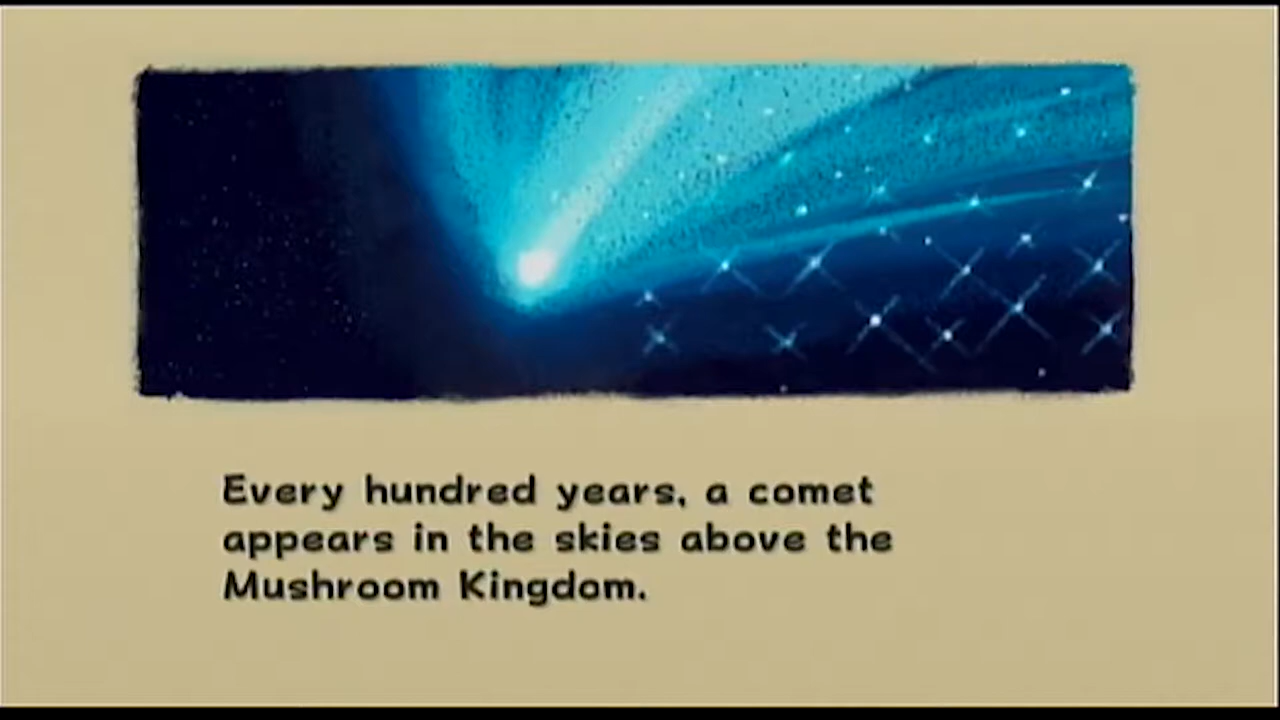 Every hundred years, a comet
appears in the skies above the
Mushroom Kingdom.